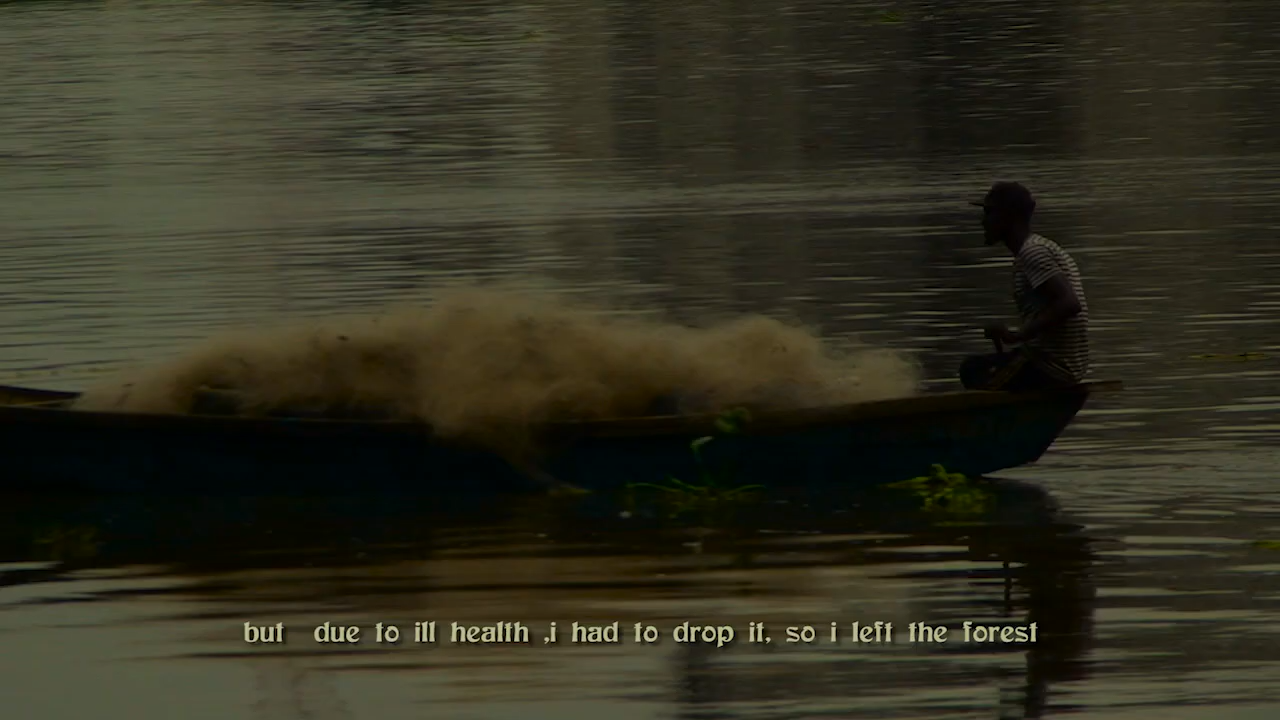 but due to ill health ,i had to drop it, so i left the forest